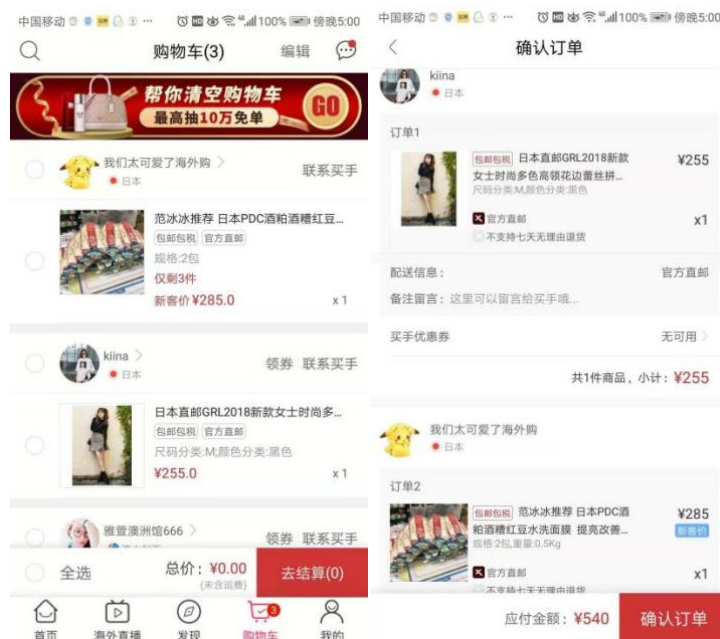 中国移动
HD
100%
傍晚5:00
购物车(3)
编辑
帮你清空购物车
最高抽10万免单
GO
我们太可爱了海外购
联系买手
日本
范冰冰推荐 日本PDC酒粕酒糟红豆...
包邮包税 官方直邮
规格:2包
仅剩3件
新客价¥285.0
x 1
kiina
领券 联系买手
日本
日本直邮GRL2018新款女士时尚多...
包邮包税 官方直邮
尺码分类:M;颜色分类:黑色
¥255.0
x 1
雅萱澳洲馆666
领券 联系买手
全选
总价：¥0.00
(未含运费)
去结算(0)
首页
海外直播
发现
购物车
3
我的
中国移动
HD
100%
傍晚5:00
确认订单
kiina
日本
订单1
包邮包税 日本直邮GRL2018新款
女士时尚多色高领花边蕾丝拼...
¥255
尺码分类:M,颜色分类:黑色
官方直邮
x1
不支持七天无理由退货
配送信息：
官方直邮
备注留言：这里可以留言给买手哦...
买手优惠券
无可用
共1件商品，小计：¥255
我们太可爱了海外购
日本
订单2
包邮包税 范冰冰推荐 日本PDC酒
粕酒糟红豆水洗面膜 提亮改善...
¥285
新客价
规格:2包,重量:0.5Kg
官方直邮
x1
不支持七天无理由退货
应付金额：¥540
确认订单